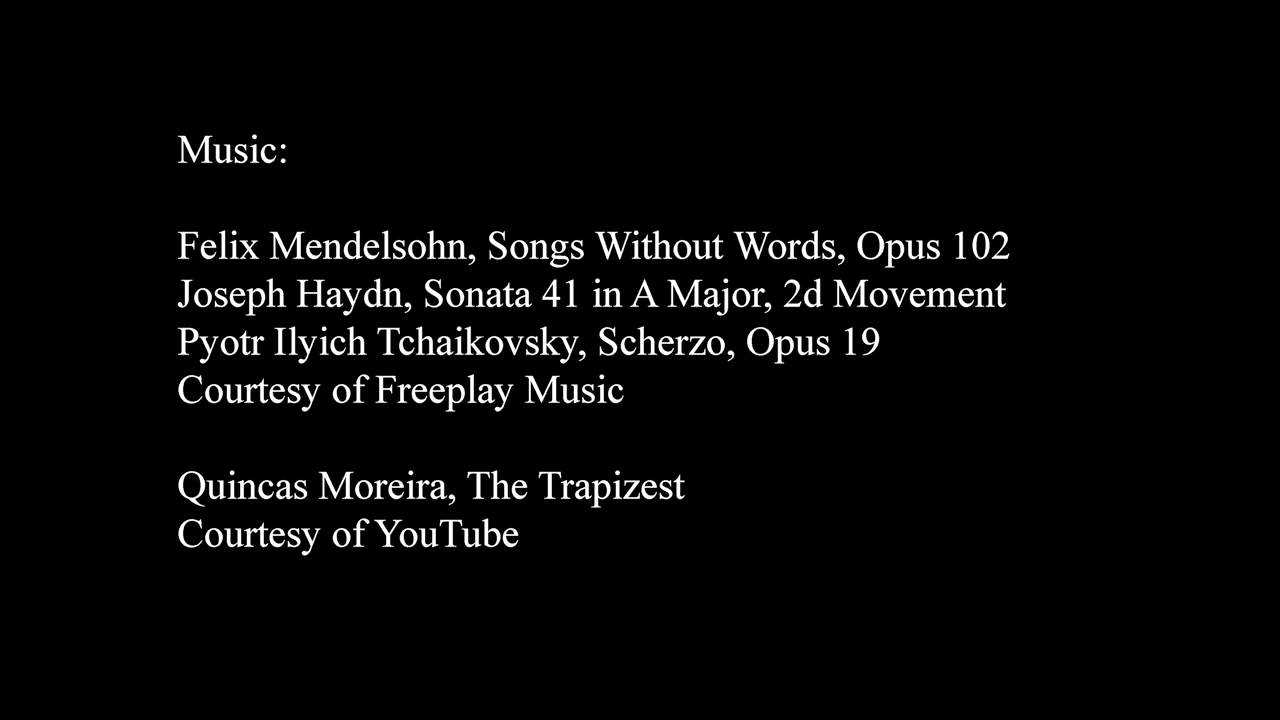 Music:
Felix Mendelsohn, Songs Without Words, Opus 102
Joseph Haydn, Sonata 41 in A Major, 2d Movement
Pyotr Ilyich Tchaikovsky, Scherzo, Opus 19
Courtesy of Freeplay Music
Quincas Moreira, The Trapizest
Courtesy of YouTube